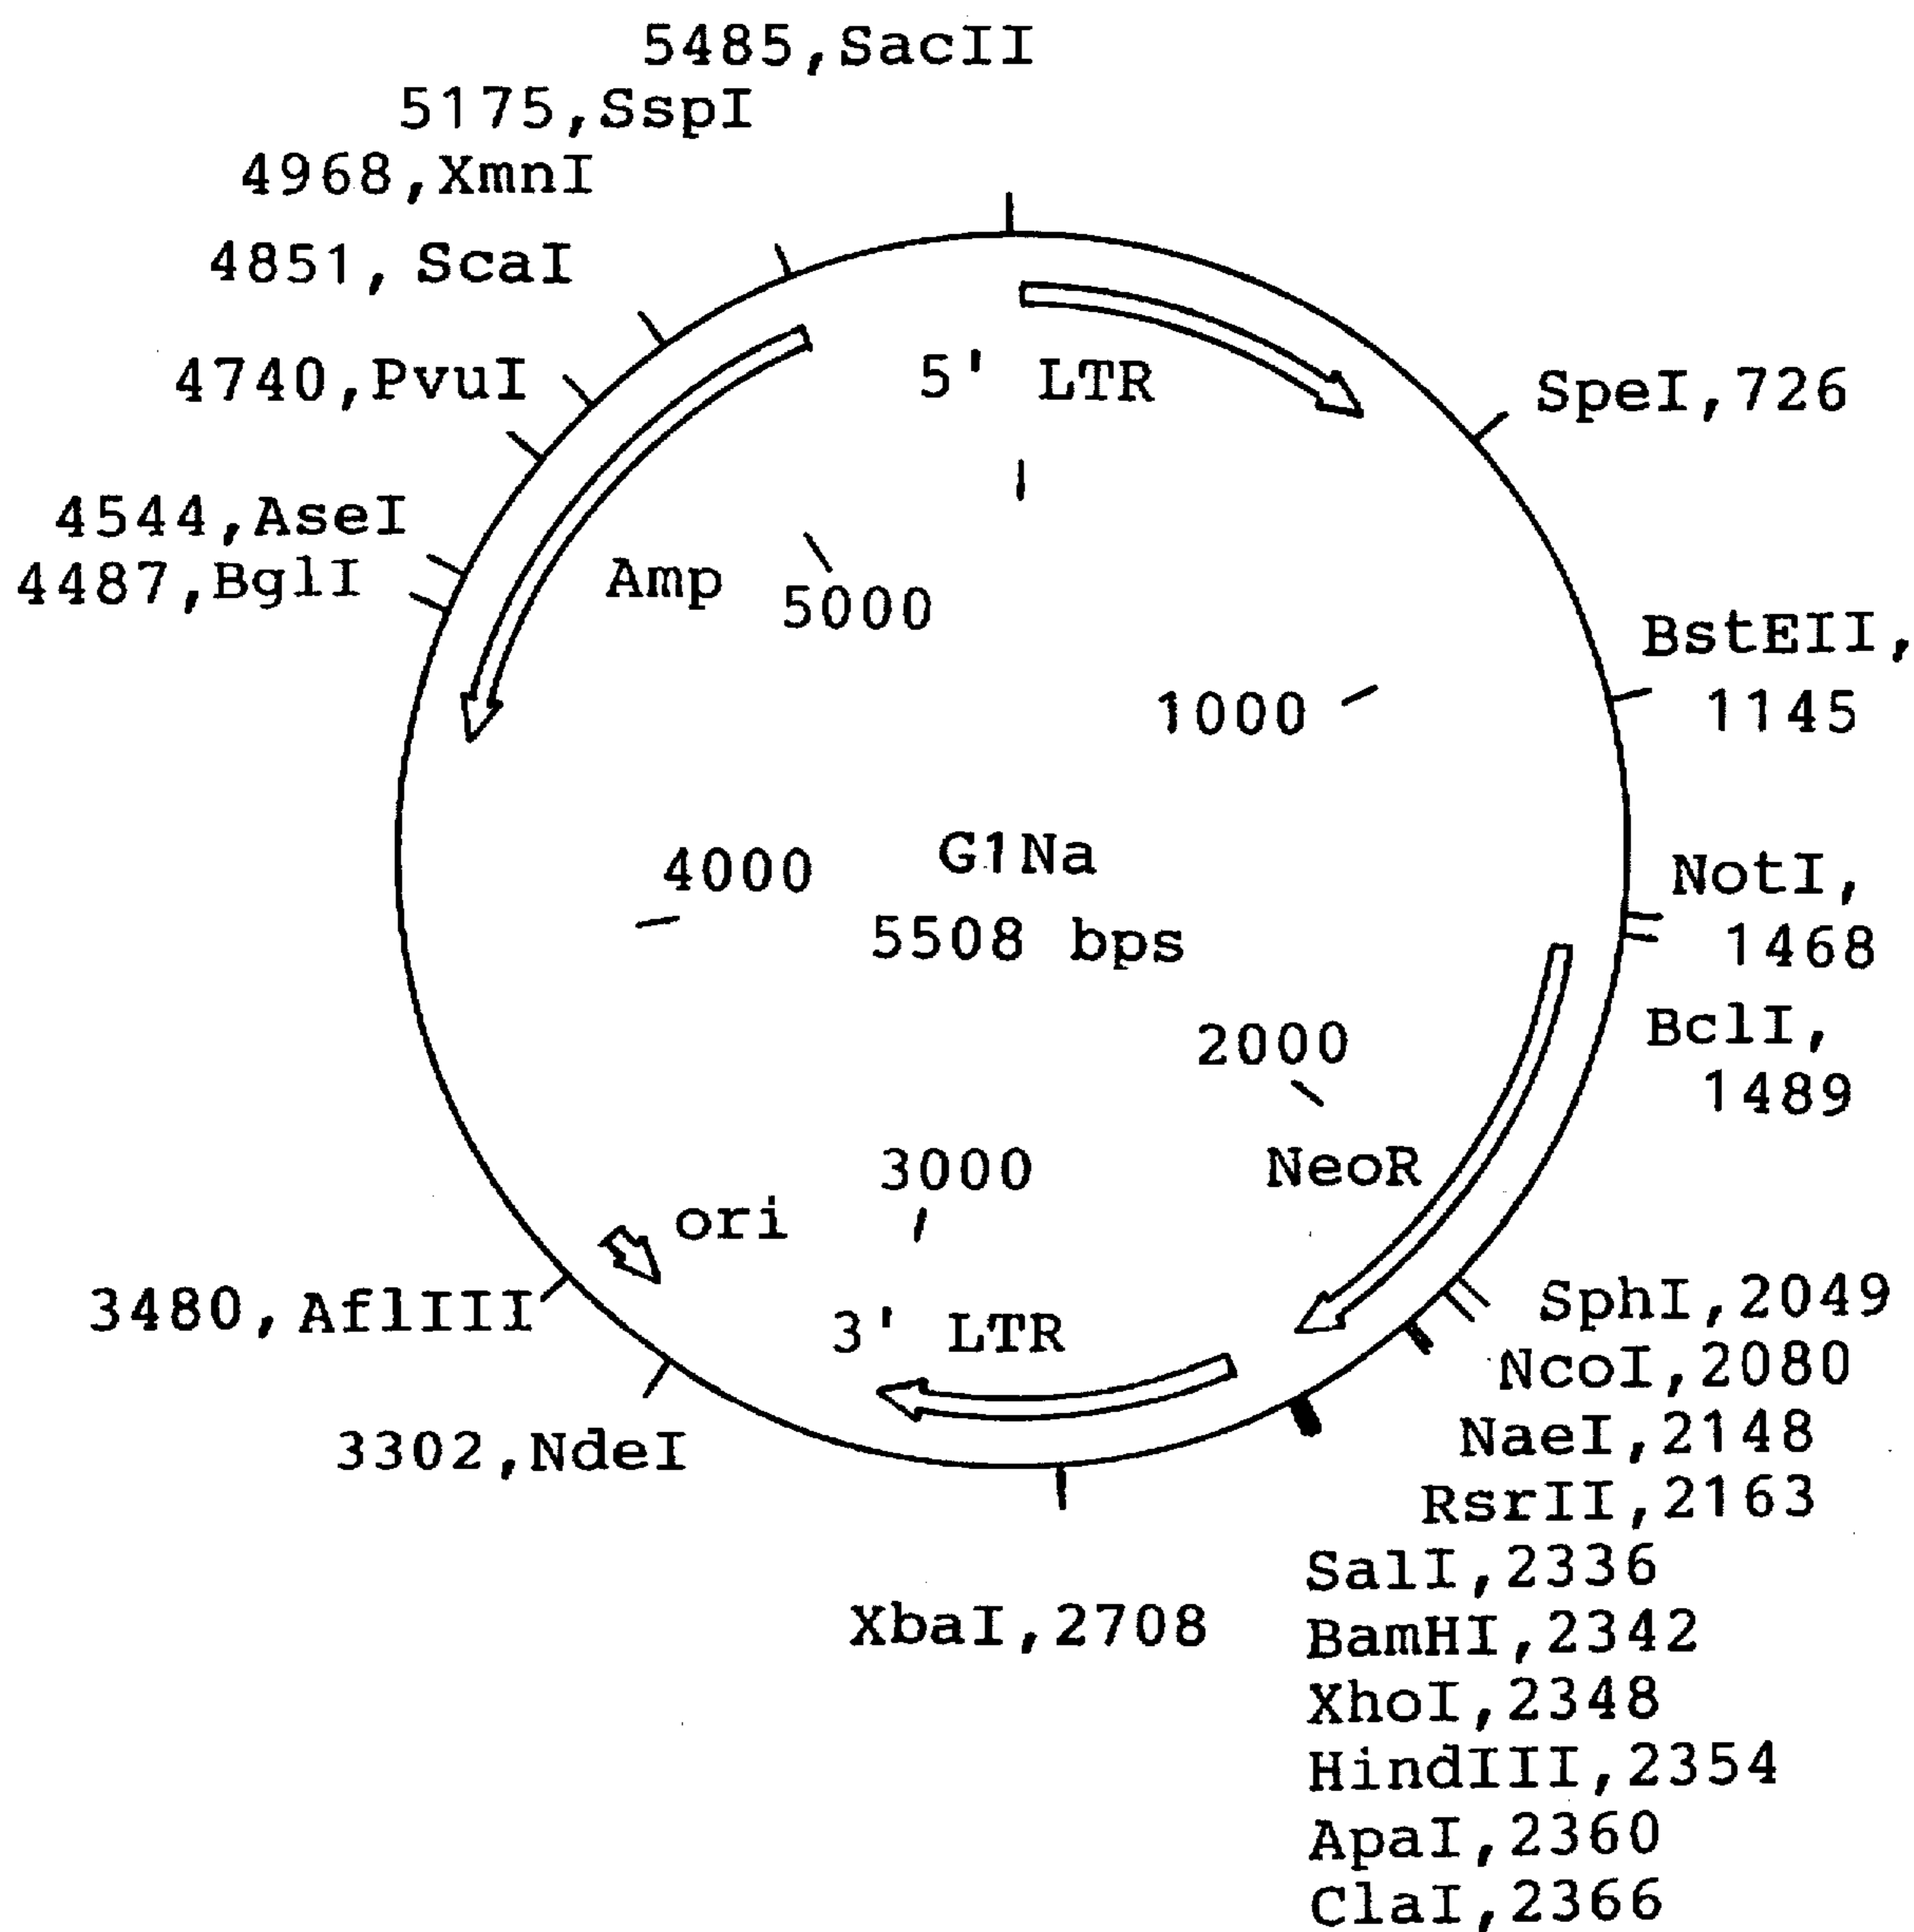 5485,SacII
5175,SspI
4968,XmnI
4851, ScaI
4740,PvuI
5' LTR
SpeI,726
4544,AseI
4487,BglI
Amp
5000
BstEII,
1145
1000
4000
G1Na
5508 bps
NotI,
1468
BclI,
1489
2000
NeoR
3000
ori
3480,AflIII
3' LTR
SphI,2049
NcoI,2080
NaeI,2148
RsrII,2163
3302,NdeI
SalI,2336
BamHI,2342
XhoI,2348
HindIII,2354
ApaI,2360
ClaI,2366
XbaI,2708